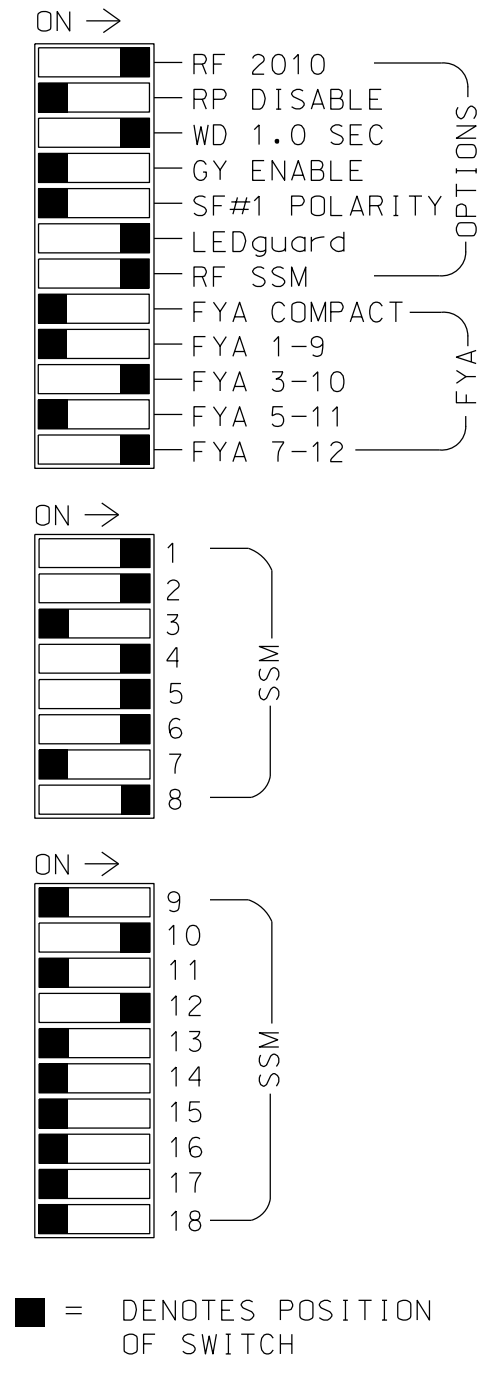 ON →
RF 2010
RP DISABLE
WD 1.0 SEC
GY ENABLE
SF#1 POLARITY
LEDguard
RF SSM
OPTIONS
FYA COMPACT
FYA 1-9
FYA 3-10
FYA 5-11
FYA 7-12
FYA
ON →
1
2
3
4
5
6
7
8
SSM
ON →
9
10
11
12
13
14
15
16
17
18
SSM
= DENOTES POSITION
OF SWITCH